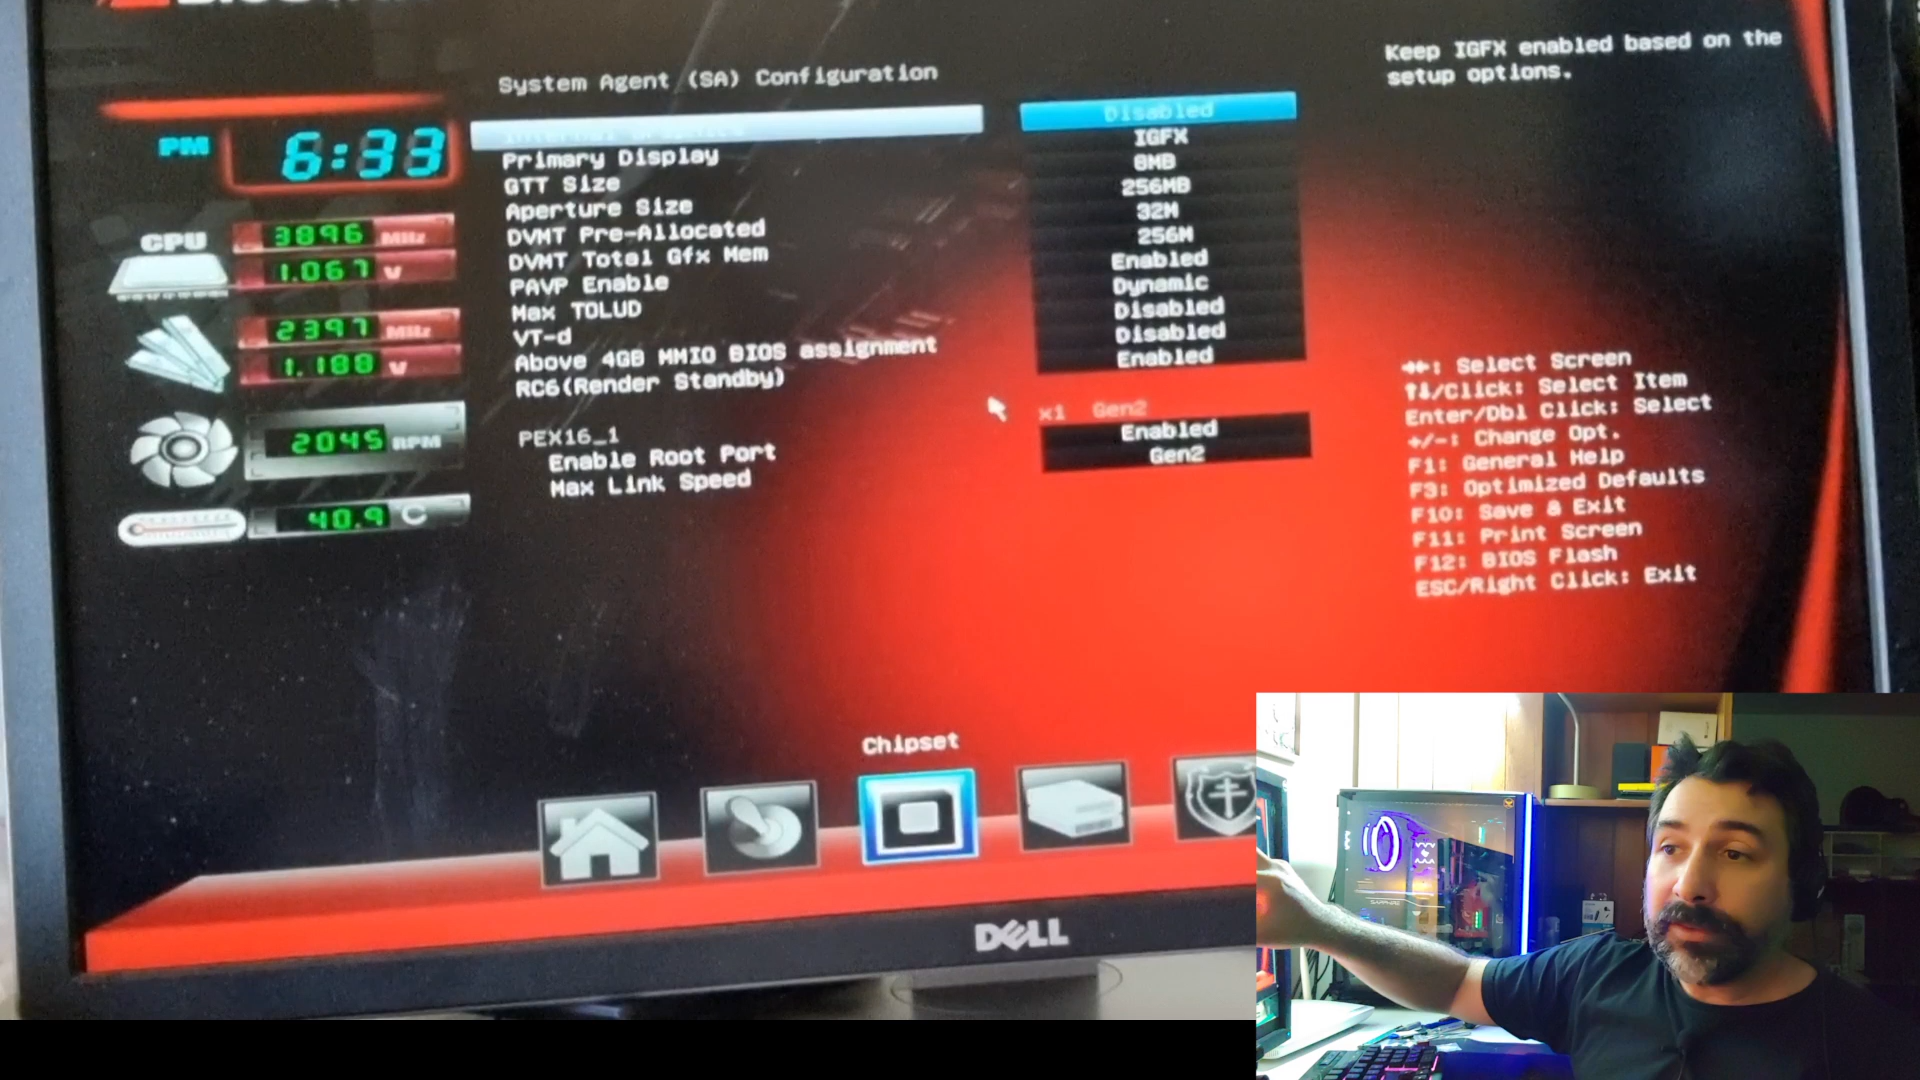 Keep IGFX enabled based on the
setup options.
System Agent (SA) Configuration
Disabled
Primary Display IGFX
GTT Size 8MB
Aperture Size 256MB
DVMT Pre-Allocated 32M
DVMT Total Gfx Mem 256M
PAVP Enable Enabled
Max TOLUD Dynamic
VT-d Disabled
Above 4GB MMIO BIOS assignment Disabled
RC6(Render Standby) Enabled
PEX16_1 x1 Gen2
Enable Root Port Enabled
Max Link Speed Gen2
PM 6:33
CPU 3896 MHz
1.067 V
2397 MHz
1.188 V
2045 RPM
40.9 C
: Select Screen
↑↓/Click: Select Item
Enter/Dbl Click: Select
+/-: Change Opt.
F1: General Help
F3: Optimized Defaults
F10: Save & Exit
F11: Print Screen
F12: BIOS Flash
ESC/Right Click: Exit
Chipset
DELL